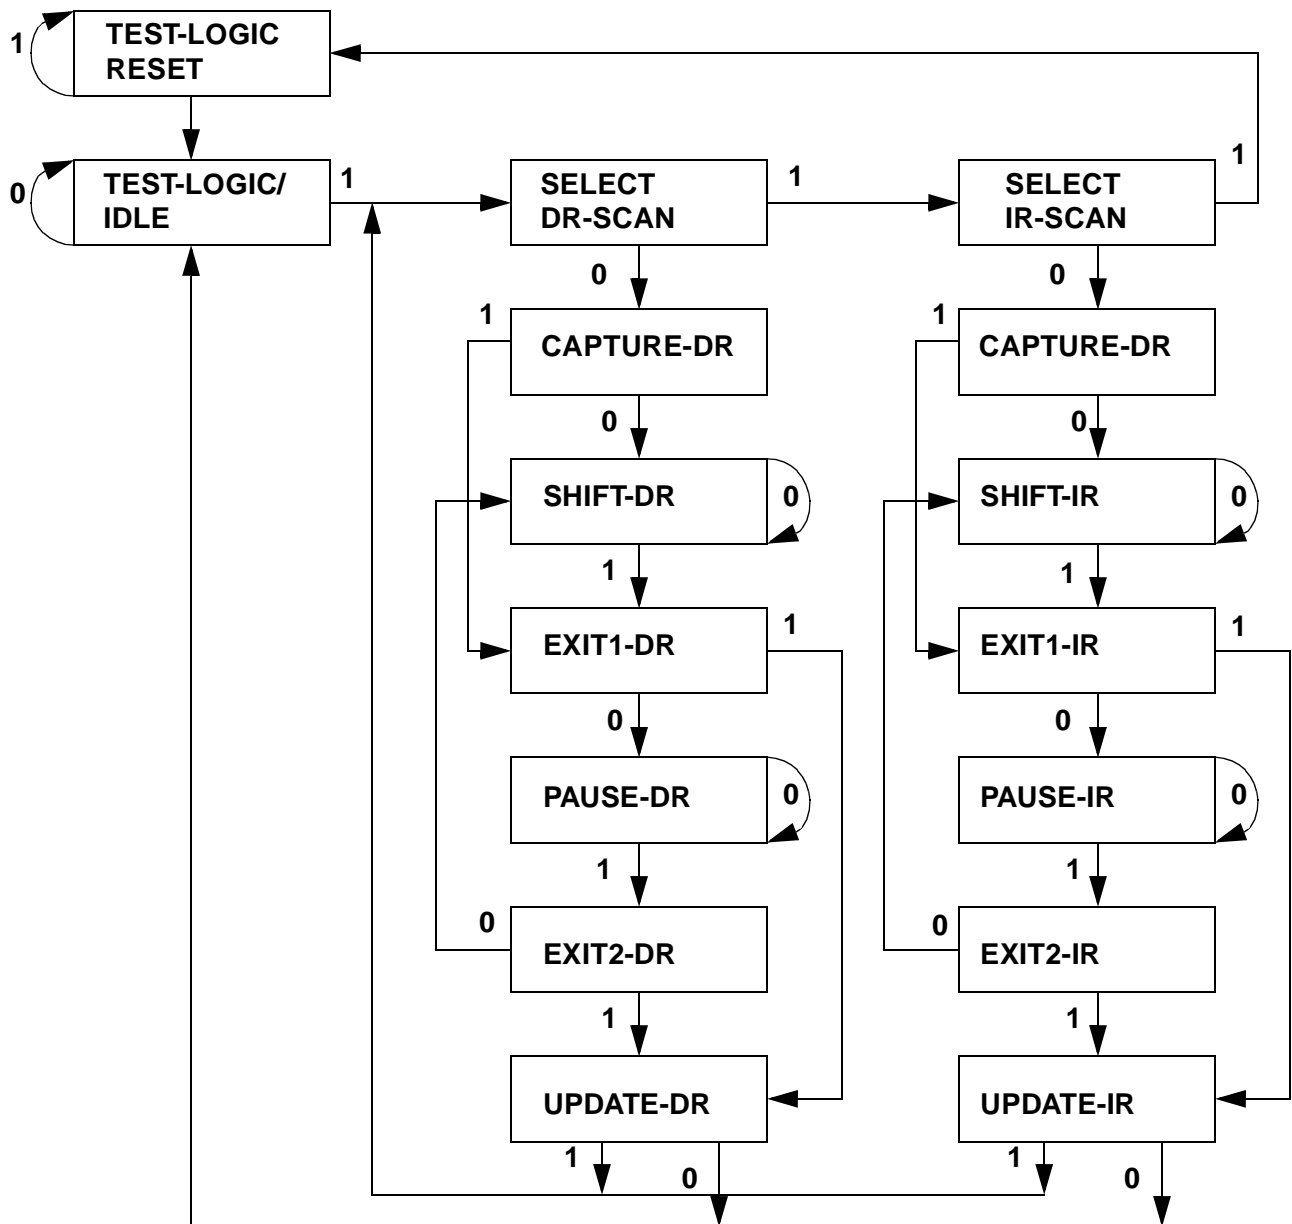 1
TEST-LOGIC
RESET
0
TEST-LOGIC/
IDLE
1
SELECT
DR-SCAN
1
SELECT
IR-SCAN
1
0
0
1
CAPTURE-DR
1
CAPTURE-DR
0
0
SHIFT-DR
0
SHIFT-IR
0
1
1
EXIT1-DR
1
EXIT1-IR
1
0
0
PAUSE-DR
0
PAUSE-IR
0
1
1
0
EXIT2-DR
0
EXIT2-IR
1
1
UPDATE-DR
UPDATE-IR
1
0
1
0